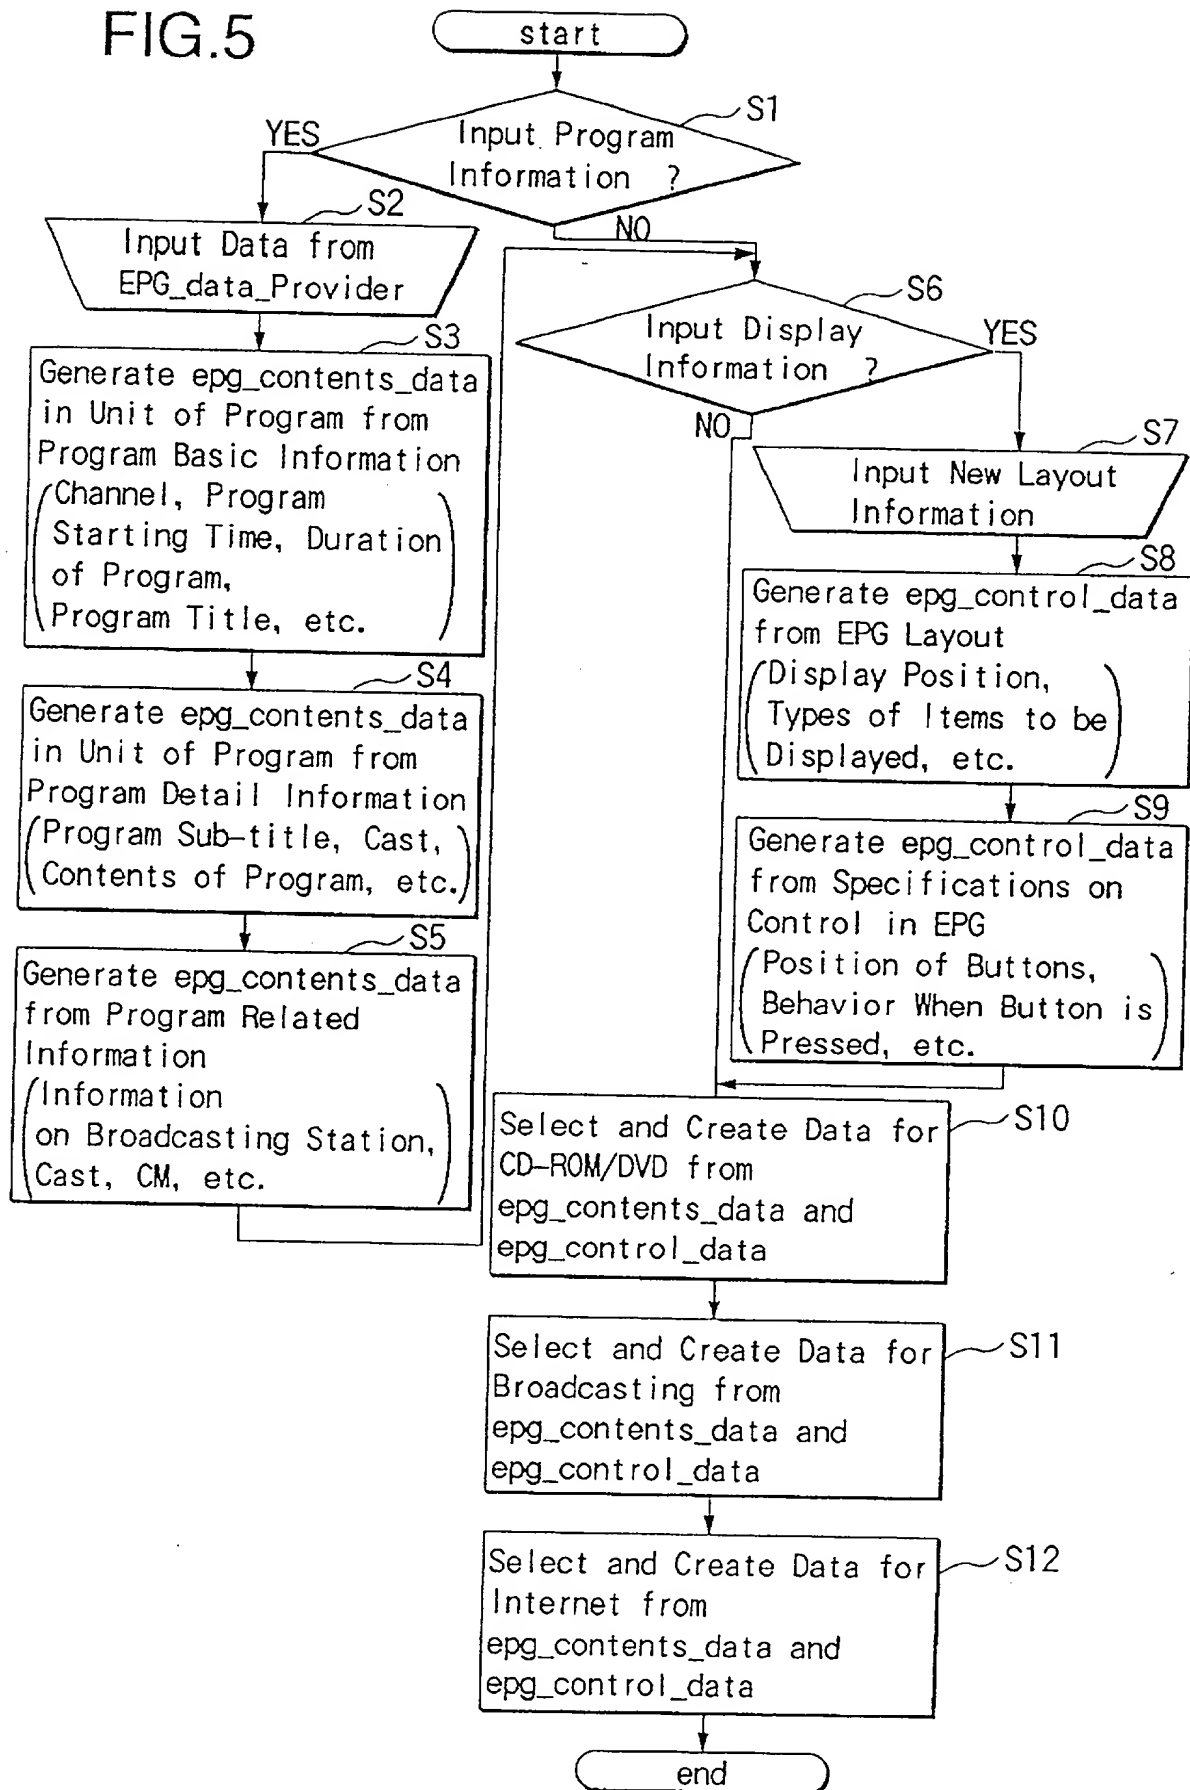 FIG.5
start
S1
Input Program
Information ?
YES
NO
S2
Input Data from
EPG_data_Provider
S3
Generate epg_contents_data
in Unit of Program from
Program Basic Information
Channel, Program
Starting Time, Duration
of Program,
Program Title, etc.
S4
Generate epg_contents_data
in Unit of Program from
Program Detail Information
(Program Sub-title, Cast,
Contents of Program, etc.)
S5
Generate epg_contents_data
from Program Related
Information
(Information
on Broadcasting Station,
Cast, CM, etc.)
S6
Input Display
Information ?
YES
NO
S7
Input New Layout
Information
S8
Generate epg_control_data
from EPG Layout
(Display Position,
Types of Items to be
Displayed, etc.)
S9
Generate epg_control_data
from Specifications on
Control in EPG
(Position of Buttons,
Behavior When Button is
Pressed, etc.)
S10
Select and Create Data for
CD-ROM/DVD from
epg_contents_data and
epg_control_data
S11
Select and Create Data for
Broadcasting from
epg_contents_data and
epg_control_data
S12
Select and Create Data for
Internet from
epg_contents_data and
epg_control_data
end